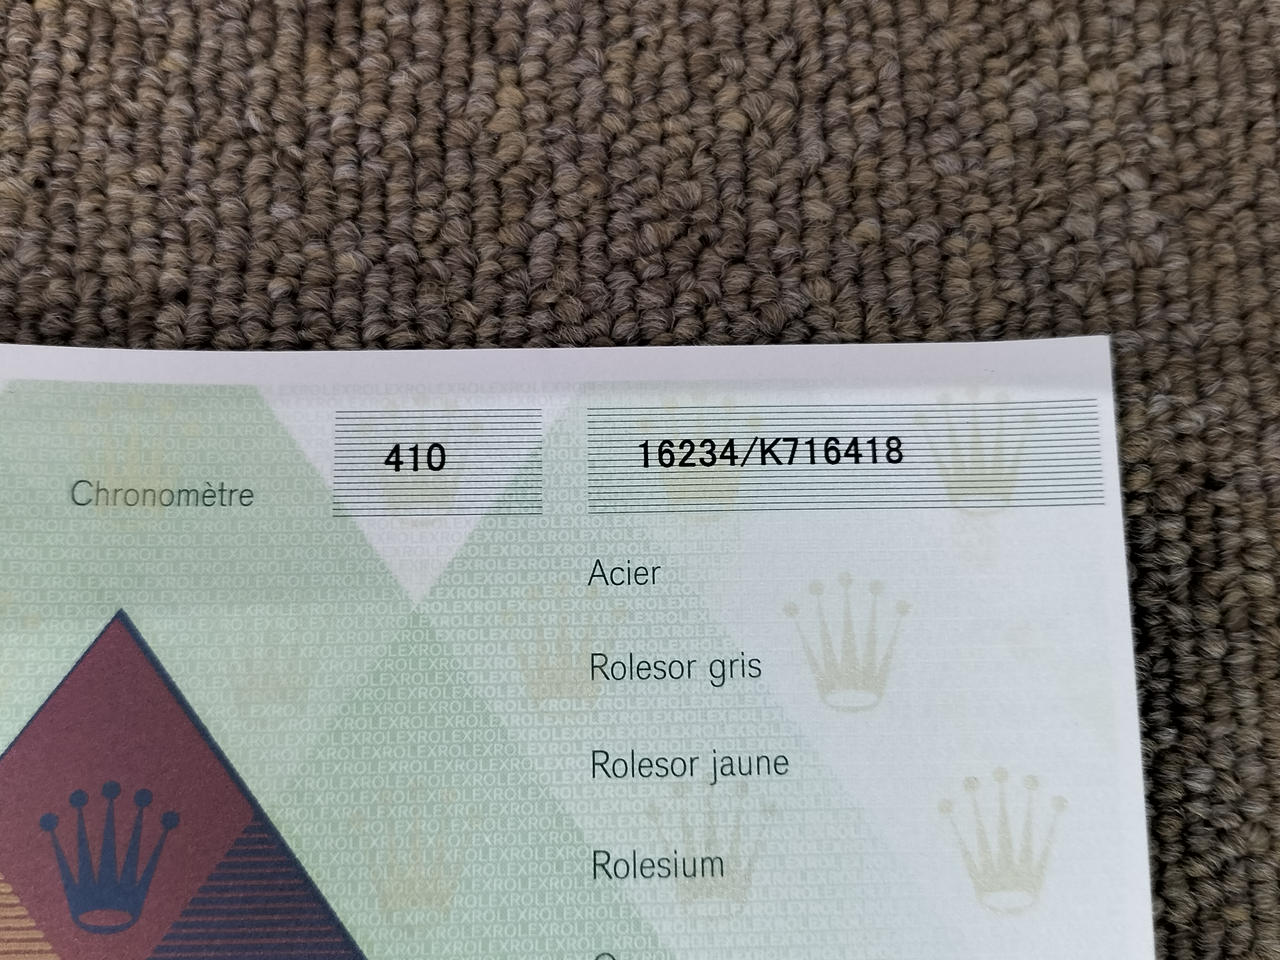 Chronomètre
410
16234/K716418
Acier
Rolesor gris
Rolesor jaune
Rolesium